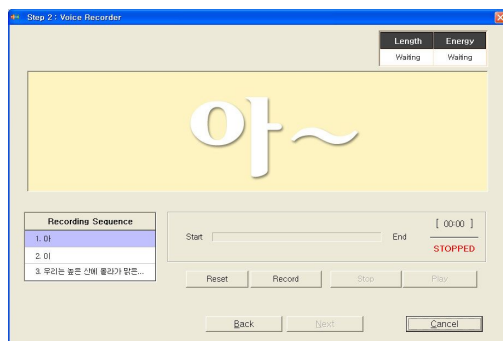 Step 2 : Voice Recorder
Length Energy
Waiting Waiting
아~
Recording Sequence
1. 아
2. 이
3. 우리는 높은 산에 올라가 맑은...
Start End
[ 00:00 ]
STOPPED
Reset Record Stop Play
Back Next Cancel